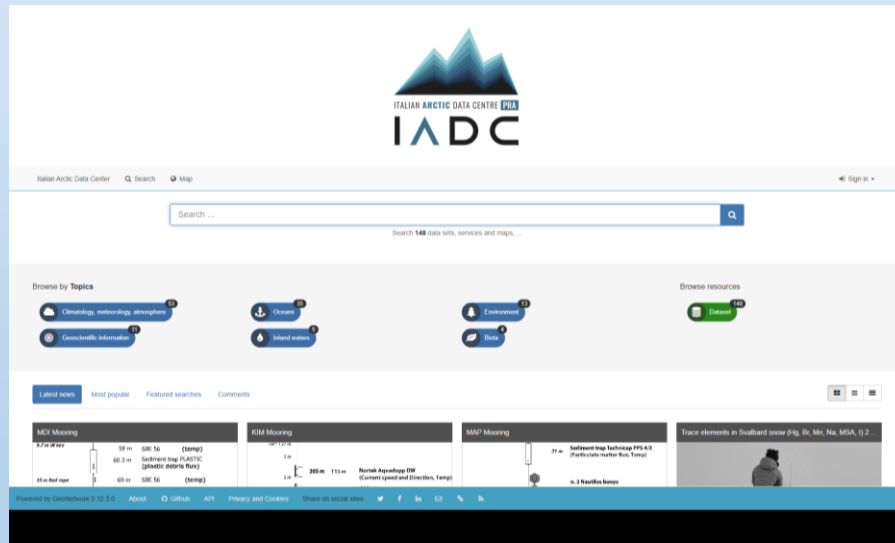 ITALIAN ARCTIC DATA CENTRE PRA
IADC
Italian Arctic Data Center Search Map Sign in
Search ...
Search 148 data sets, services and maps, ...
Browse by Topics
Browse resources
Climatology, meteorology, atmosphere 53
Oceans 35
Environment 13
Dataset 148
Geoscientific information 11
Inland waters 5
Biota 4
Latest news Most popular Featured searches Comments
MDI Mooring
KIM Mooring
MAP Mooring
Trace elements in Svalbard snow (Hg, Br, Mn, Na, MSA, I) 2...
59 m SBE 56 (temp)
60.3 m Sediment trap PLASTIC
(plastic debris flux)
69 m SBE 56 (temp)
3 m
205 m 115 m Nortek Aquadopp DW
(Current speed and Direction, Temp)
3 m
31 m Sediment trap Technicap PPS 4/3
(Particulate matter flux, Temp)
n. 2 Nautilus buoys
Powered by GeoNetwork 3.12.3.0 About Github API Privacy and Cookies Share on social sites